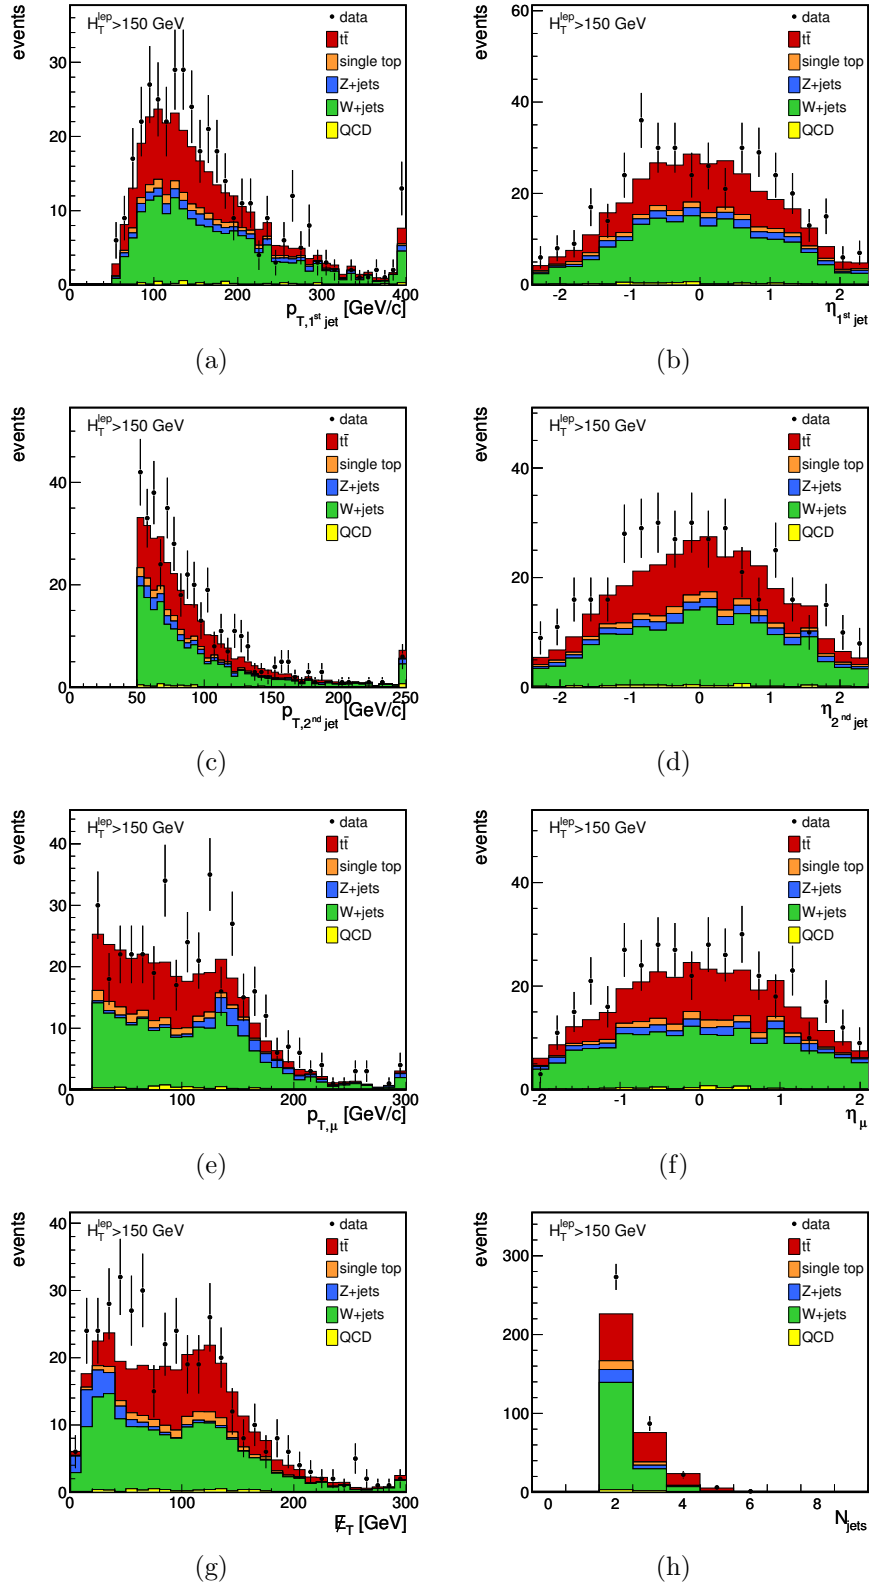 events
H_T^lep>150 GeV
data
tt̄
single top
Z+jets
W+jets
QCD
30
20
10
0
0 100 200 300 400
p_T,1^st jet [GeV/c]
(a)
events
H_T^lep>150 GeV
data
tt̄
single top
Z+jets
W+jets
QCD
60
40
20
0
-2 -1 0 1 2
η_1^st jet
(b)
events
H_T^lep>150 GeV
data
tt̄
single top
Z+jets
W+jets
QCD
40
20
0
0 50 100 150 200 250
p_T,2^nd jet [GeV/c]
(c)
events
H_T^lep>150 GeV
data
tt̄
single top
Z+jets
W+jets
QCD
40
20
0
-2 -1 0 1 2
η_2^nd jet
(d)
events
H_T^lep>150 GeV
data
tt̄
single top
Z+jets
W+jets
QCD
40
30
20
10
0
0 100 200 300
p_T,μ [GeV/c]
(e)
events
H_T^lep>150 GeV
data
tt̄
single top
Z+jets
W+jets
QCD
40
20
0
-2 -1 0 1 2
η_μ
(f)
events
H_T^lep>150 GeV
data
tt̄
single top
Z+jets
W+jets
QCD
40
30
20
10
0
0 100 200 300
E̸_T [GeV]
(g)
events
H_T^lep>150 GeV
data
tt̄
single top
Z+jets
W+jets
QCD
300
200
100
0
0 2 4 6 8
N_jets
(h)